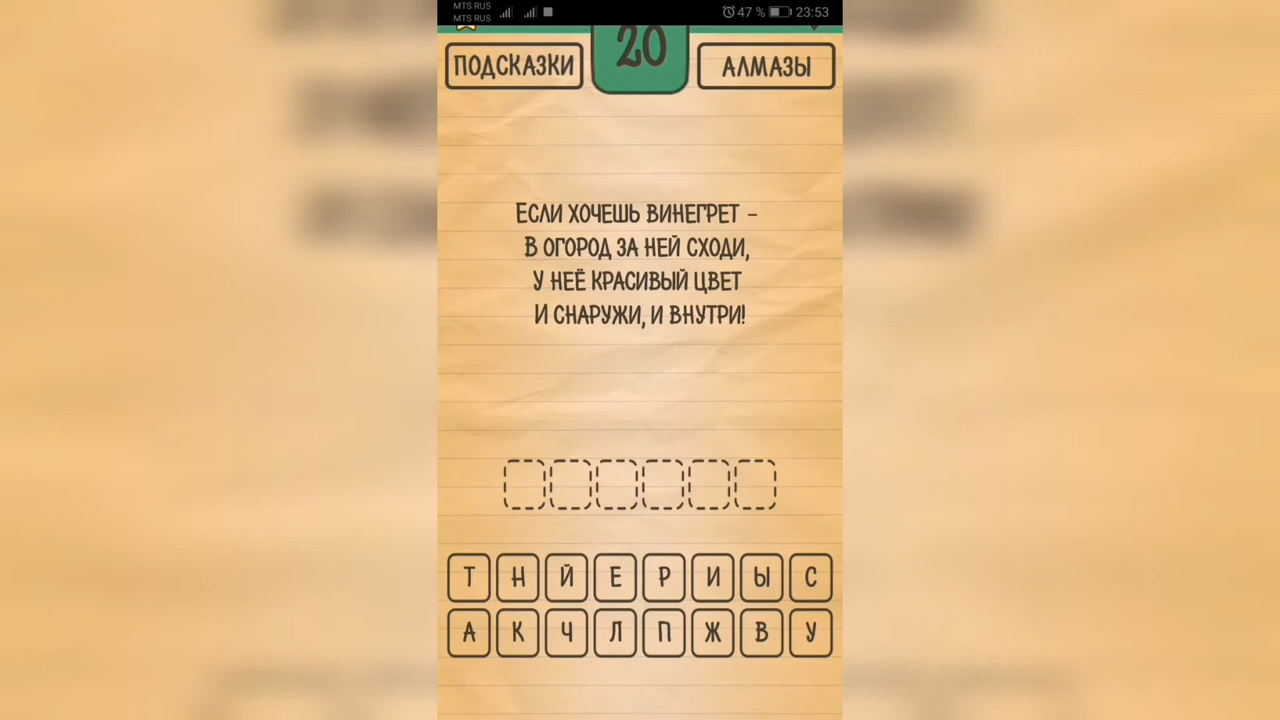 MTS RUS
MTS RUS
47 %
23:53
ПОДСКАЗКИ
20
АЛМАЗЫ
ЕСЛИ ХОЧЕШЬ ВИНЕГРЕТ –
В ОГОРОД ЗА НЕЙ СХОДИ,
У НЕЁ КРАСИВЫЙ ЦВЕТ
И СНАРУЖИ, И ВНУТРИ!
Т Н Й Е Р И Ы С
А К Ч Л П Ж В У